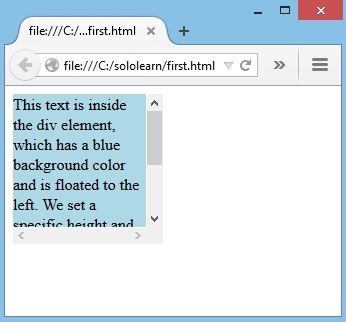 file:///C:/...first.html
file:///C:/sololearn/first.html
This text is inside
the div element,
which has a blue
background color
and is floated to the
left. We set a
specific height and